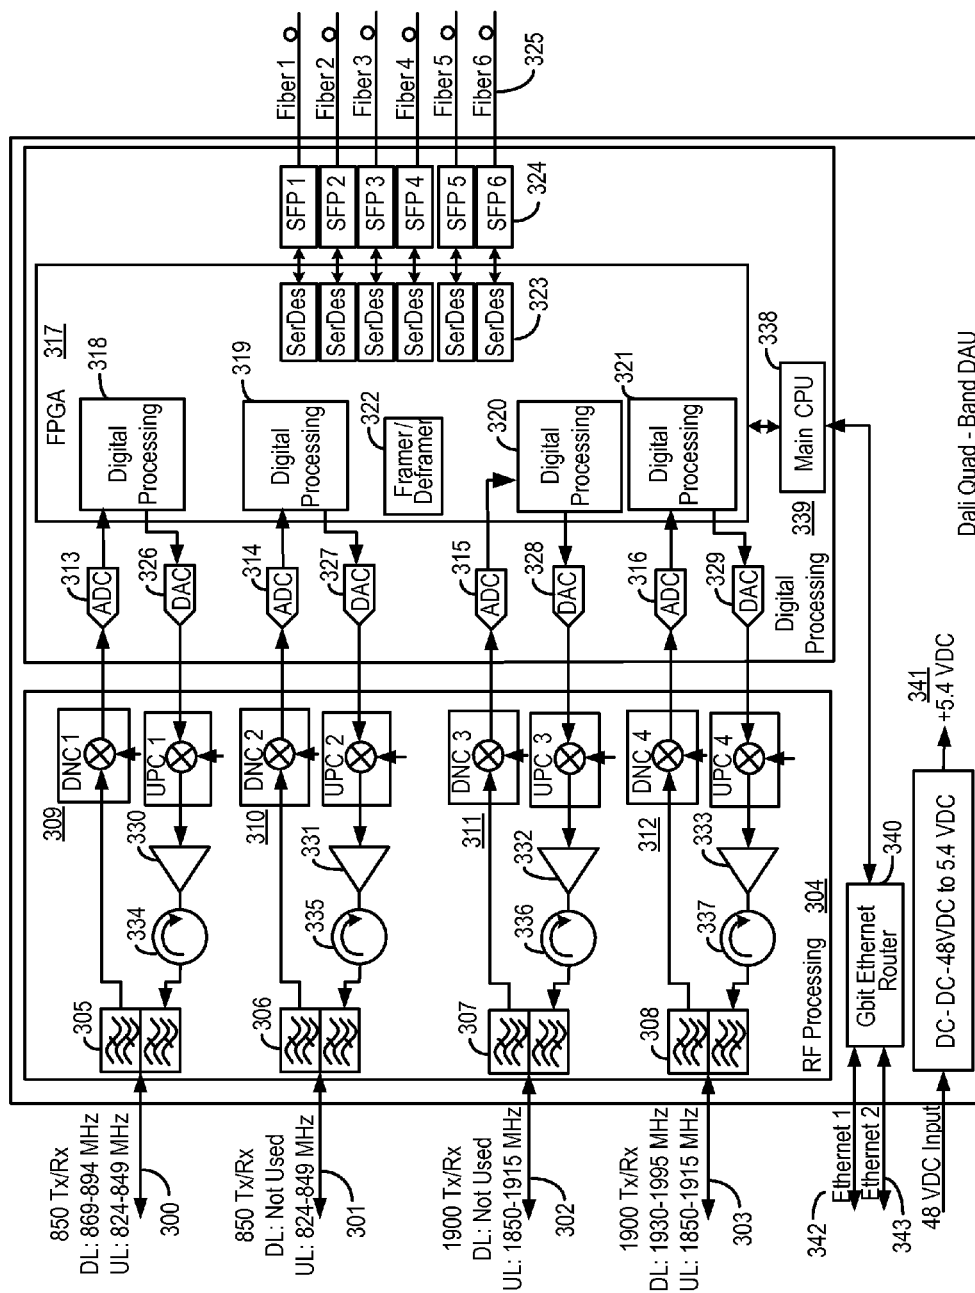 850 Tx/Rx
DL: 869-894 MHz
UL: 824-849 MHz
300
850 Tx/Rx
DL: Not Used
UL: 824-849 MHz
301
1900 Tx/Rx
DL: Not Used
UL: 1850-1915 MHz
302
1900 Tx/Rx
DL: 1930-1995 MHz
UL: 1850-1915 MHz
303
342
Ethernet 1
Ethernet 2
343
48 VDC Input
305
306
307
308
RF Processing
304
334
330
335
331
336
332
337
333
309
DNC 1
UPC 1
310
DNC 2
UPC 2
311
DNC 3
UPC 3
312
DNC 4
UPC 4
Gbit Ethernet
Router
340
DC- DC-48VDC to 5.4 VDC
341
+5.4 VDC
313
ADC
326
DAC
314
ADC
327
DAC
315
ADC
328
DAC
316
ADC
329
DAC
Digital
Processing
339
FPGA
317
318
Digital
Processing
319
Digital
Processing
322
Framer/
Deframer
320
Digital
Processing
321
Digital
Processing
Main CPU
338
SerDes
SerDes
SerDes
SerDes
SerDes
SerDes
323
SFP 1
SFP 2
SFP 3
SFP 4
SFP 5
SFP 6
324
Fiber 1
Fiber 2
Fiber 3
Fiber 4
Fiber 5
Fiber 6
325
Dali Quad - Band DAU